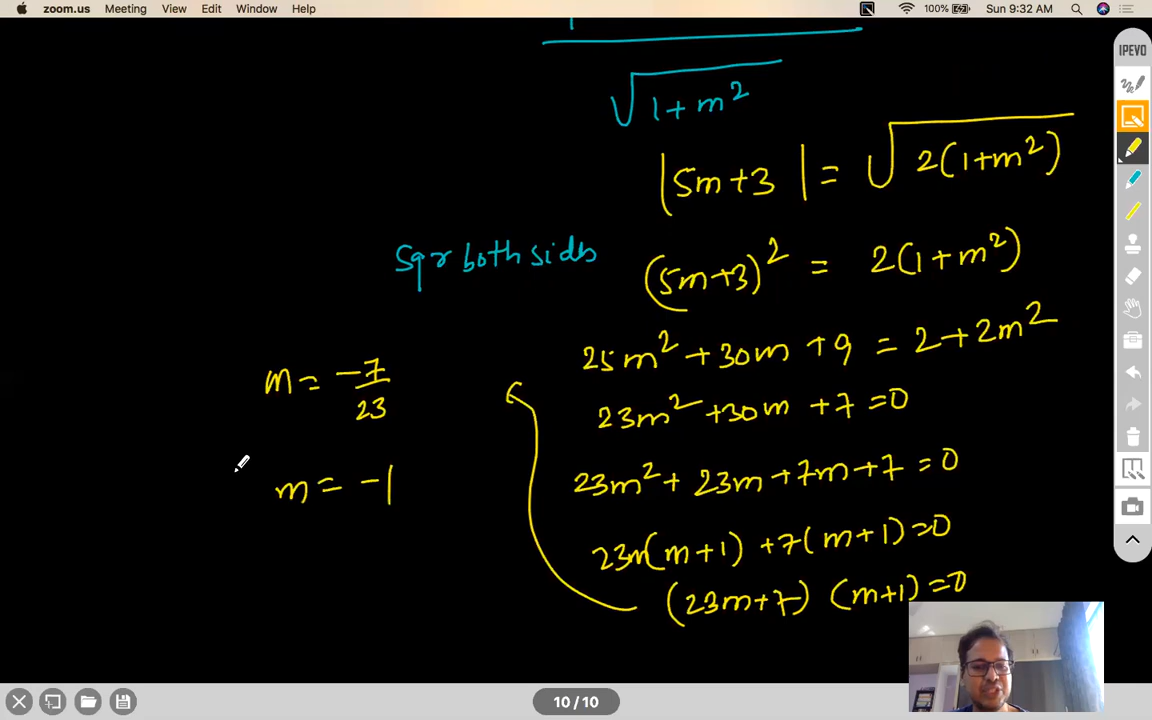 zoom.us Meeting View Edit Window Help 100% Sun 9:32 AM
IPEVO
√1+m²
|5m+3| = √2(1+m²)
Sqr both sides
(5m+3)² = 2(1+m²)
25m²+30m+9 = 2+2m²
m = -7/23
23m²+30m+7=0
23m²+23m+7m+7=0
m = -1
23m(m+1)+7(m+1)=0
(23m+7)(m+1)=0
10/10